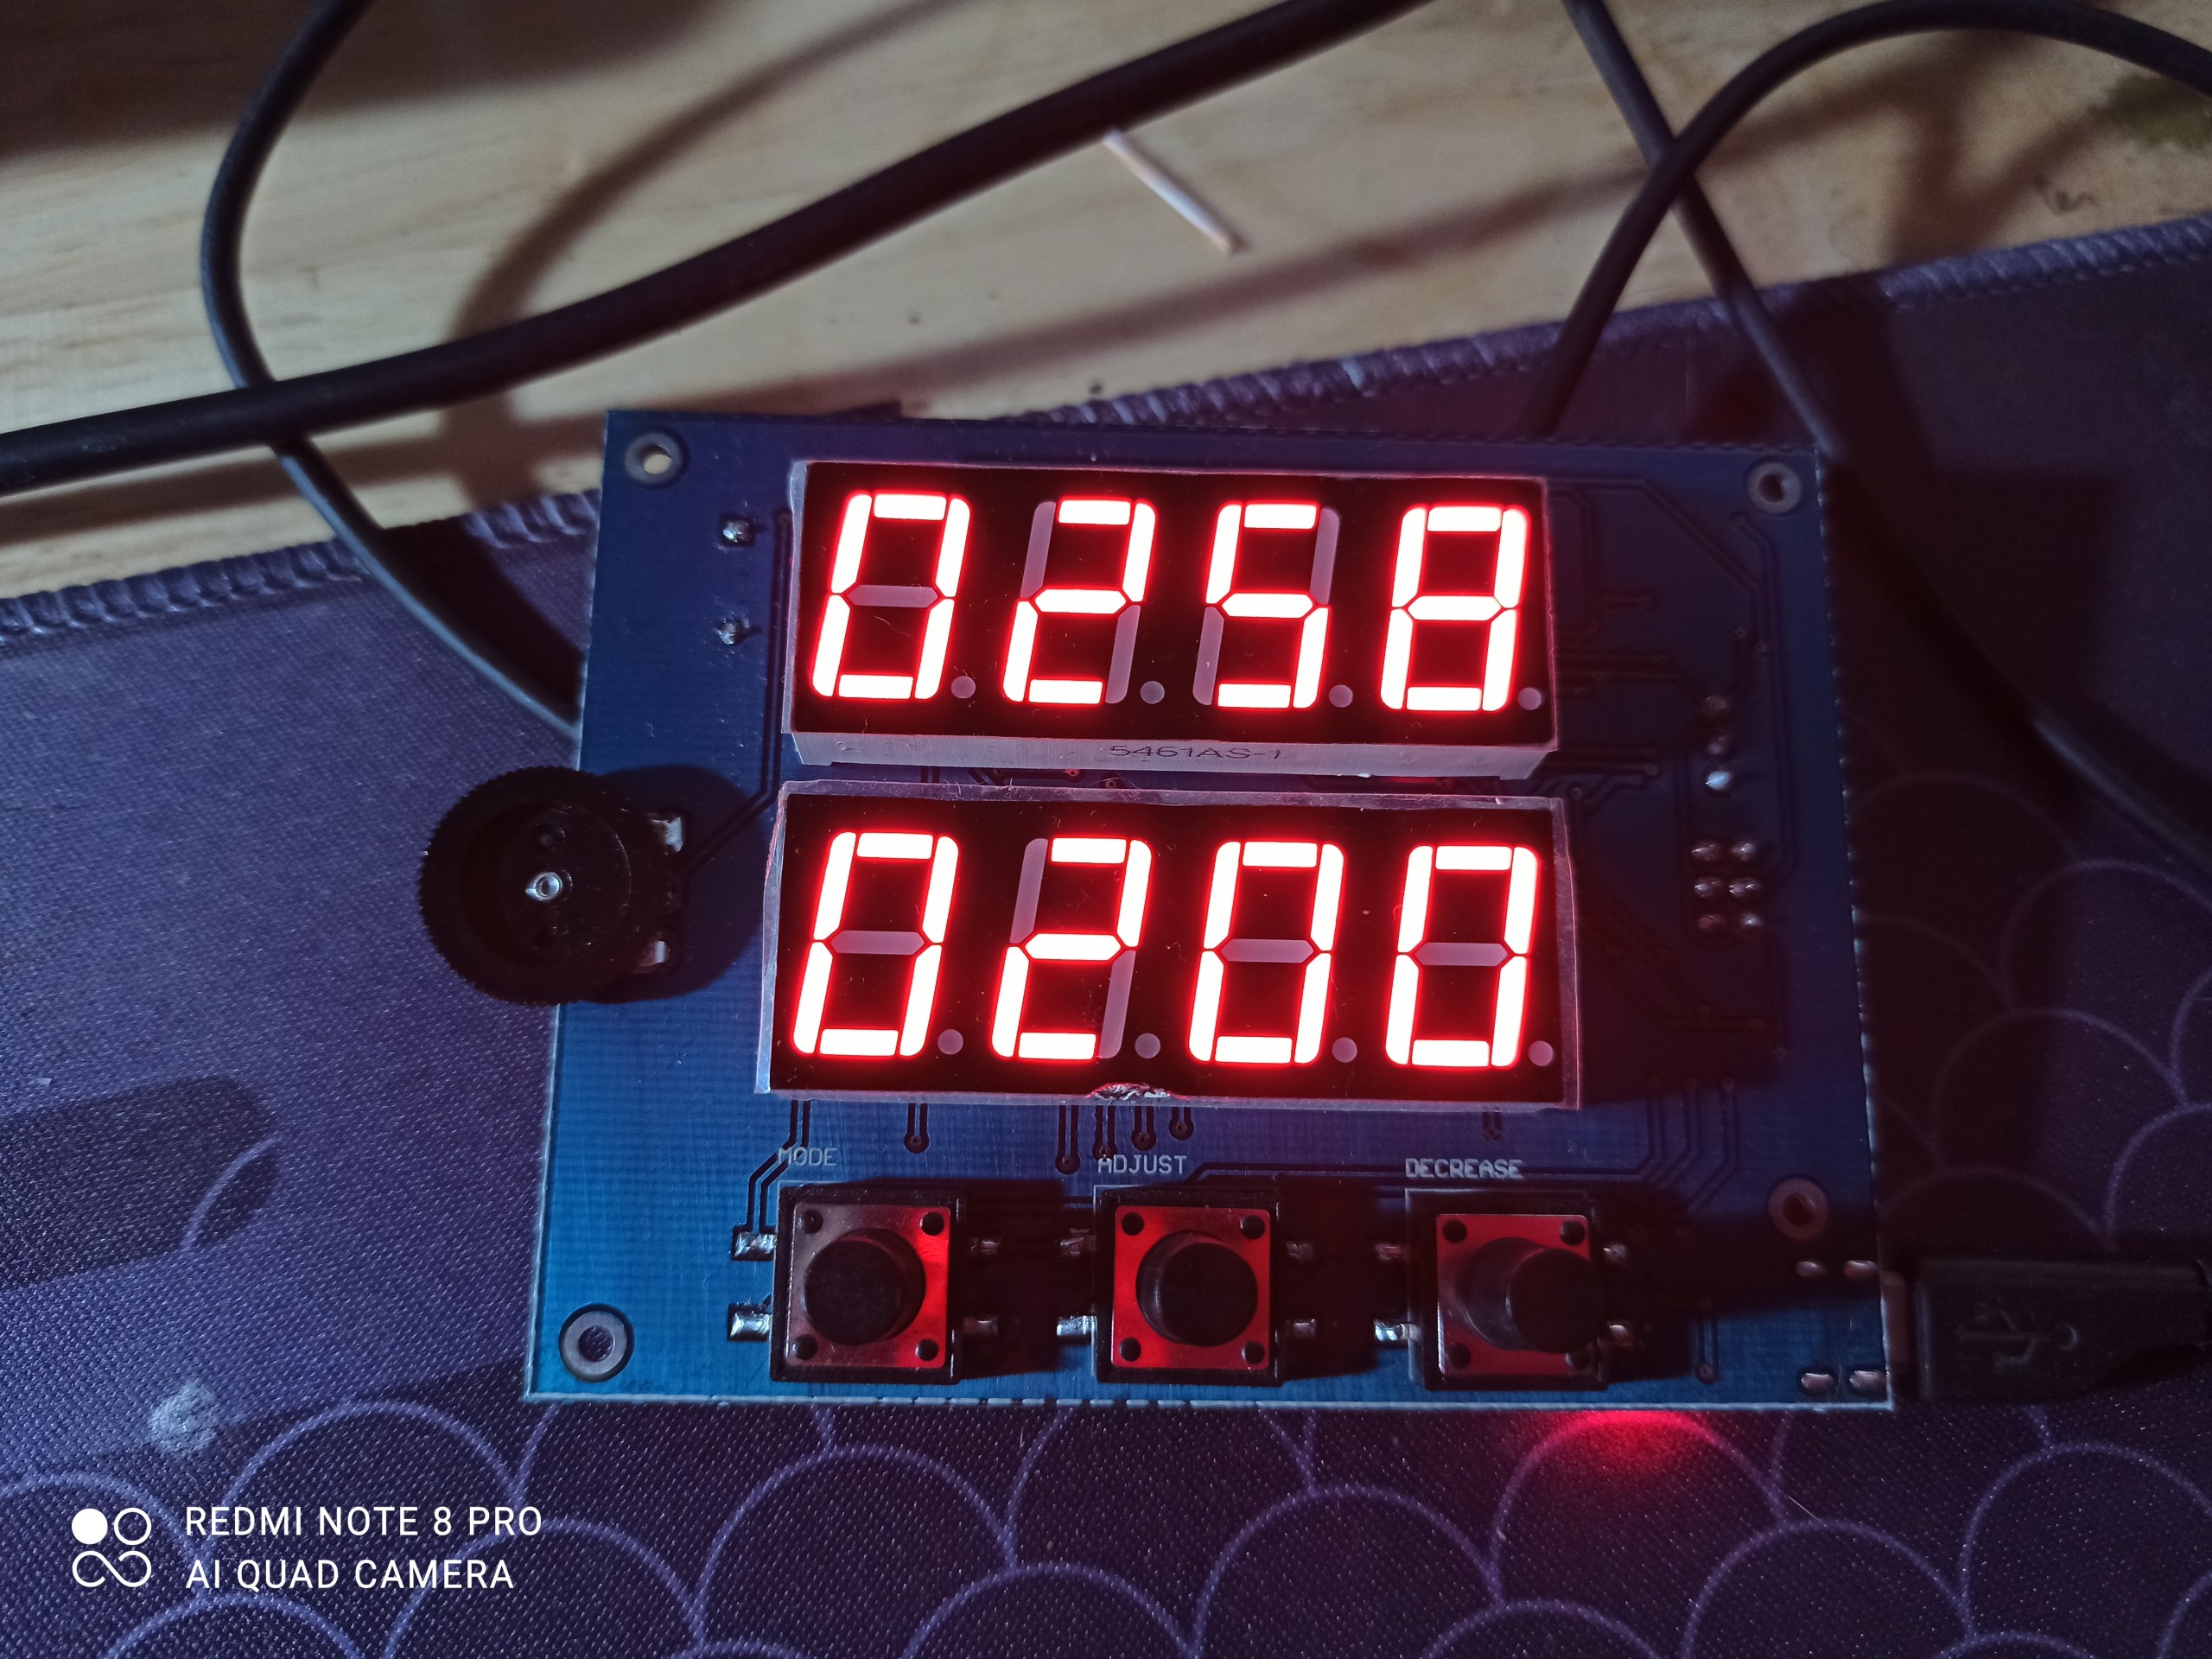 0258
5461AS-1
0200
MODE ADJUST DECREASE
REDMI NOTE 8 PRO
AI QUAD CAMERA